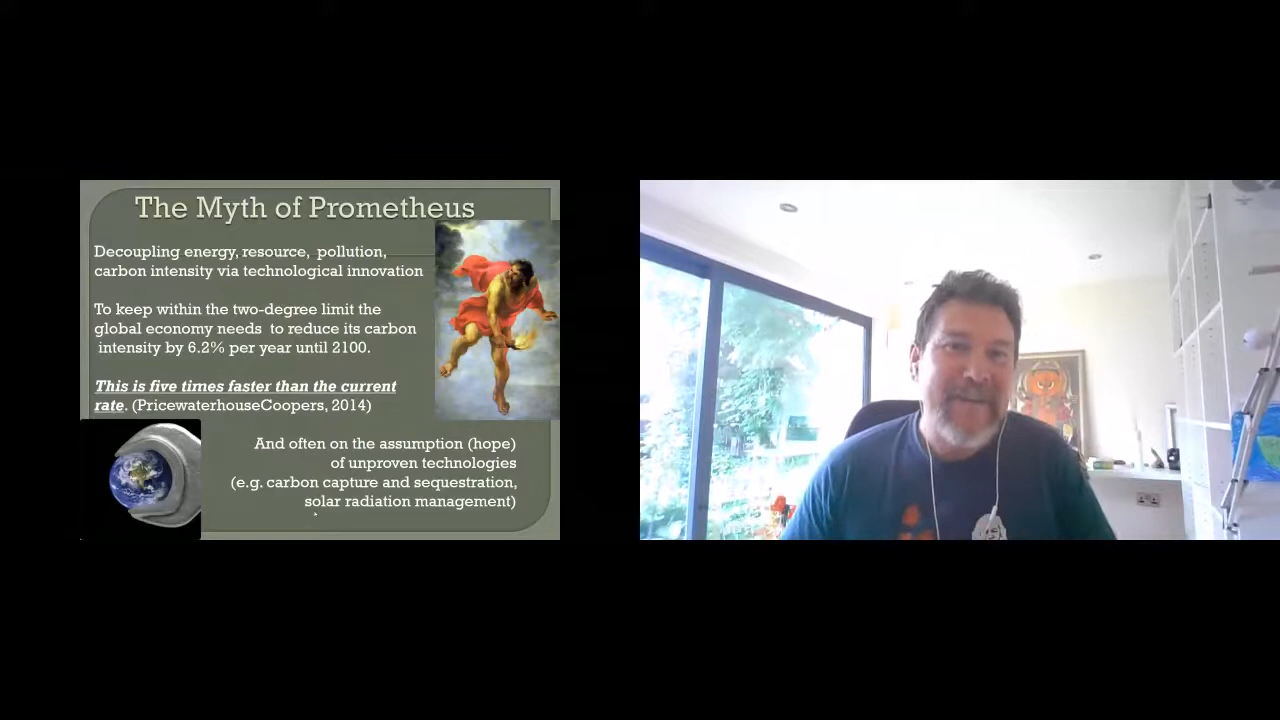 The Myth of Prometheus
Decoupling energy, resource, pollution,
carbon intensity via technological innovation
To keep within the two-degree limit the
global economy needs to reduce its carbon
intensity by 6.2% per year until 2100.
This is five times faster than the current
rate. (PricewaterhouseCoopers, 2014)
And often on the assumption (hope)
of unproven technologies
(e.g. carbon capture and sequestration,
solar radiation management)